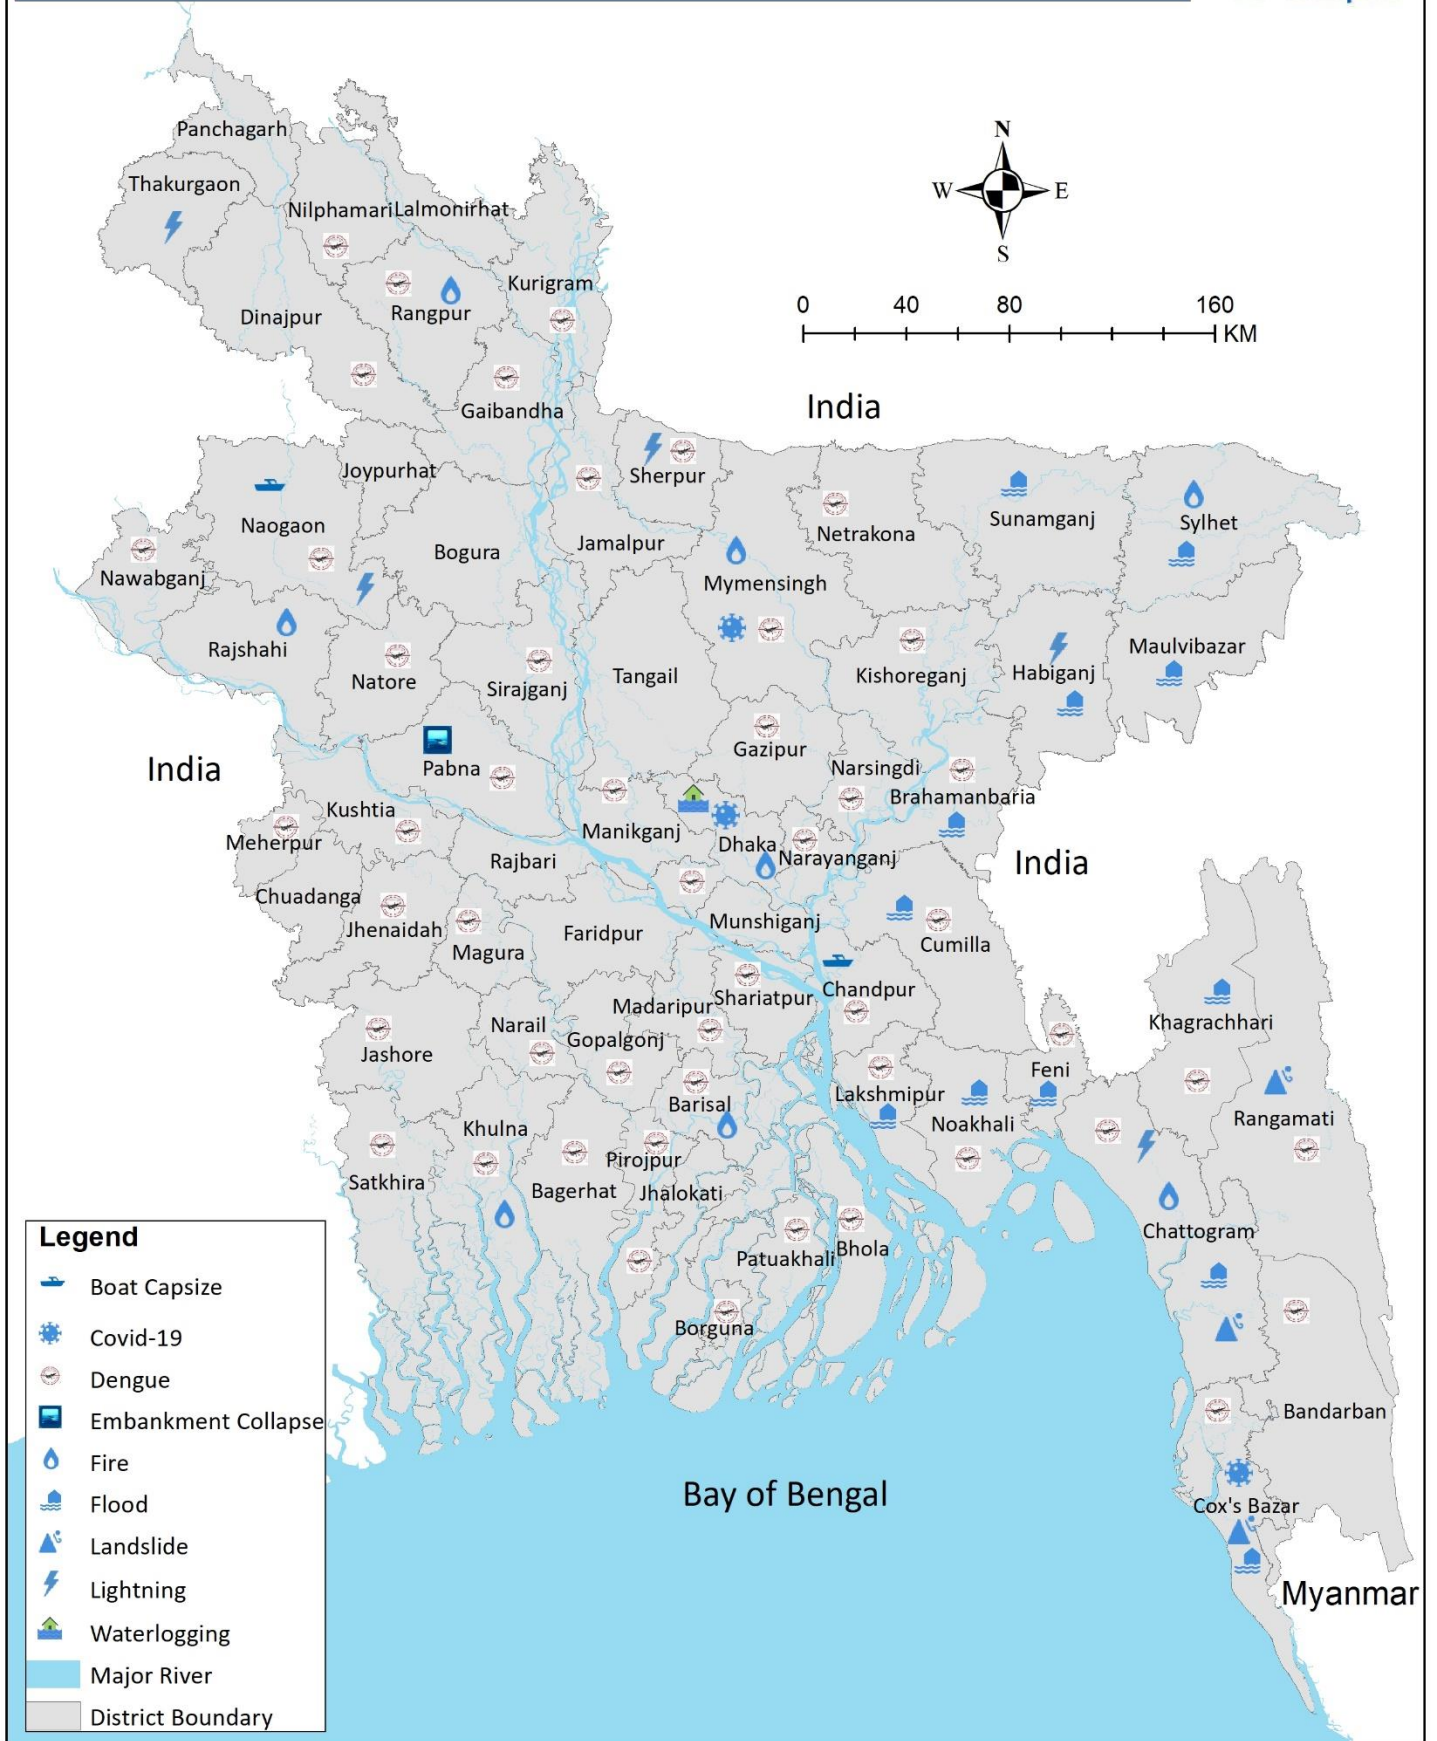 Panchagarh
Thakurgaon
Nilphamari
Lalmonirhat
Kurigram
Dinajpur
Rangpur
Gaibandha
N
W
E
S
0 40 80 160
KM
India
Joypurhat
Sherpur
Naogaon
Nawabganj
Bogura
Jamalpur
Netrakona
Sunamganj
Sylhet
Mymensingh
Rajshahi
Natore
Sirajganj
Tangail
Kishoreganj
Habiganj
Maulvibazar
India
Pabna
Gazipur
Narsingdi
Brahamanbaria
Kushtia
Meherpur
Manikganj
Dhaka
Narayanganj
India
Rajbari
Chuadanga
Jhenaidah
Magura
Faridpur
Munshiganj
Cumilla
Shariatpur
Chandpur
Madaripur
Narail
Gopalgonj
Jashore
Khagrachhari
Feni
Lakshmipur
Noakhali
Rangamati
Barisal
Khulna
Pirojpur
Satkhira
Bagerhat
Jhalokati
Patuakhali
Bhola
Chattogram
Borguna
Bandarban
Cox's Bazar
Bay of Bengal
Myanmar
Legend
Boat Capsize
Covid-19
Dengue
Embankment Collapse
Fire
Flood
Landslide
Lightning
Waterlogging
Major River
District Boundary